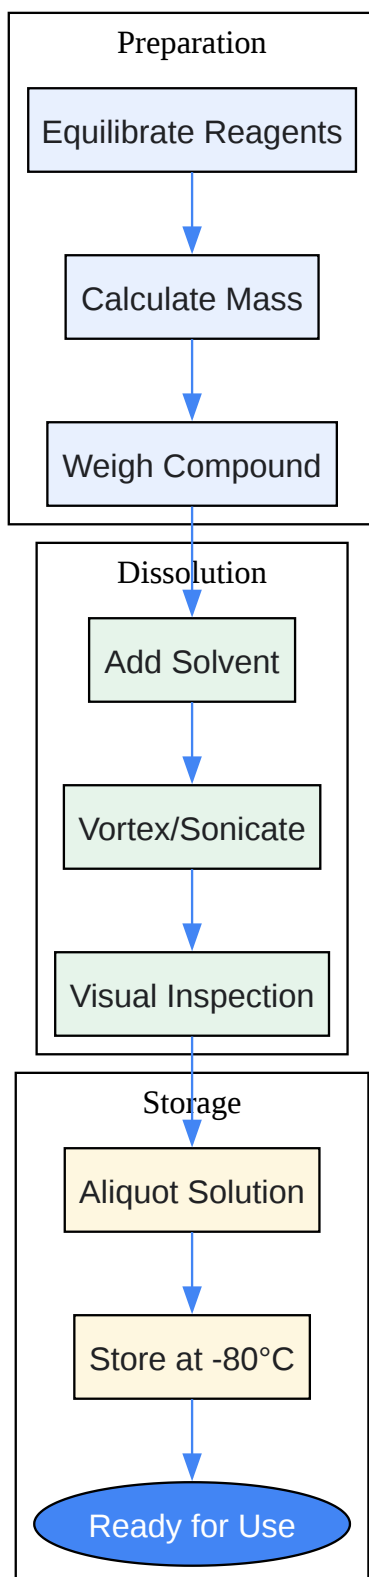 Preparation
Equilibrate Reagents
Calculate Mass
Weigh Compound
Dissolution
Add Solvent
Vortex/Sonicate
Visual Inspection
Storage
Aliquot Solution
Store at -80°C
Ready for Use